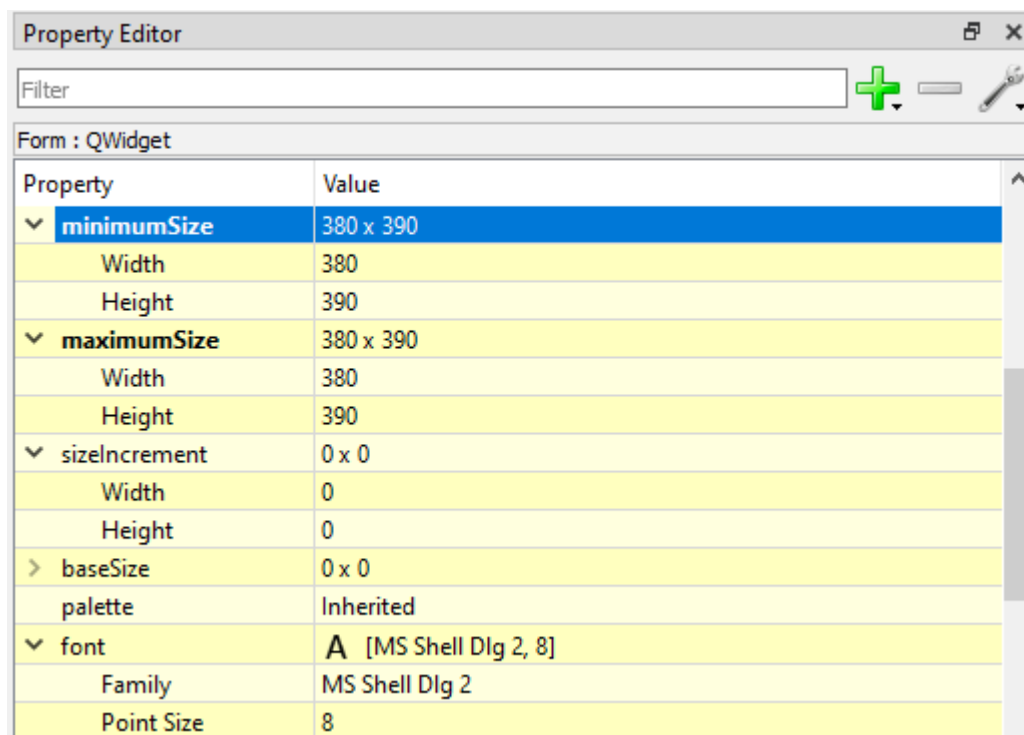 Property Editor
Filter
Form : QWidget
Property Value
minimumSize 380 x 390
Width 380
Height 390
maximumSize 380 x 390
Width 380
Height 390
sizeIncrement 0 x 0
Width 0
Height 0
baseSize 0 x 0
palette Inherited
font A [MS Shell Dlg 2, 8]
Family MS Shell Dlg 2
Point Size 8